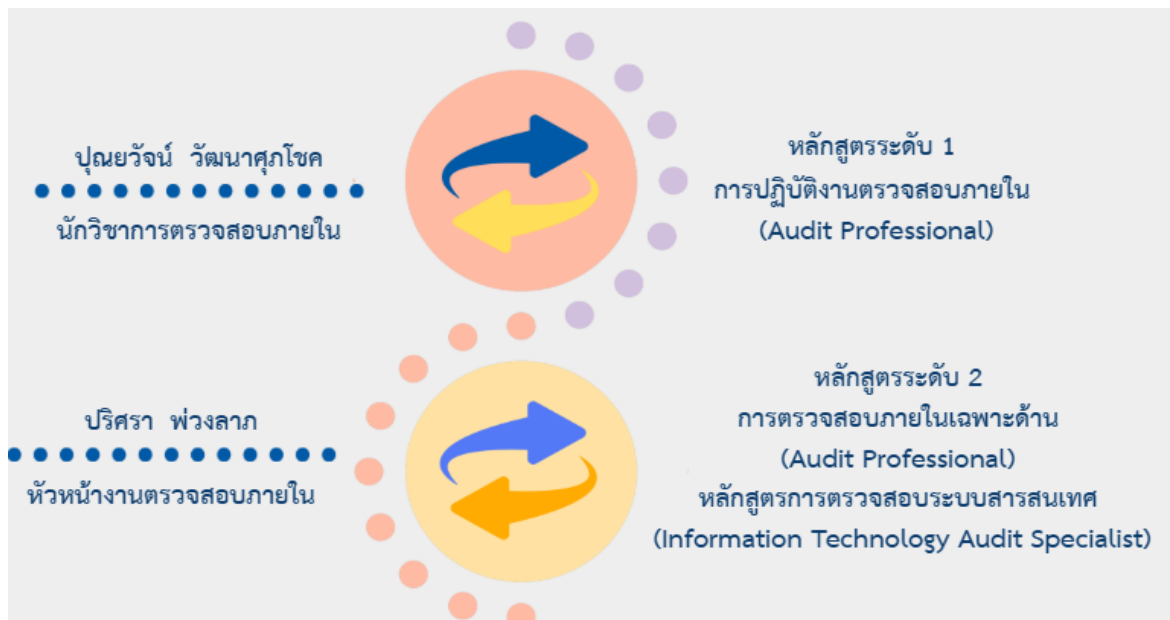 ปุณยวัจน์ วัฒนาศุภโชค
นักวิชาการตรวจสอบภายใน
หลักสูตรระดับ 1
การปฏิบัติงานตรวจสอบภายใน
(Audit Professional)
ปริศรา พ่วงลาภ
หัวหน้างานตรวจสอบภายใน
หลักสูตรระดับ 2
การตรวจสอบภายในเฉพาะด้าน
(Audit Professional)
หลักสูตรการตรวจสอบระบบสารสนเทศ
(Information Technology Audit Specialist)